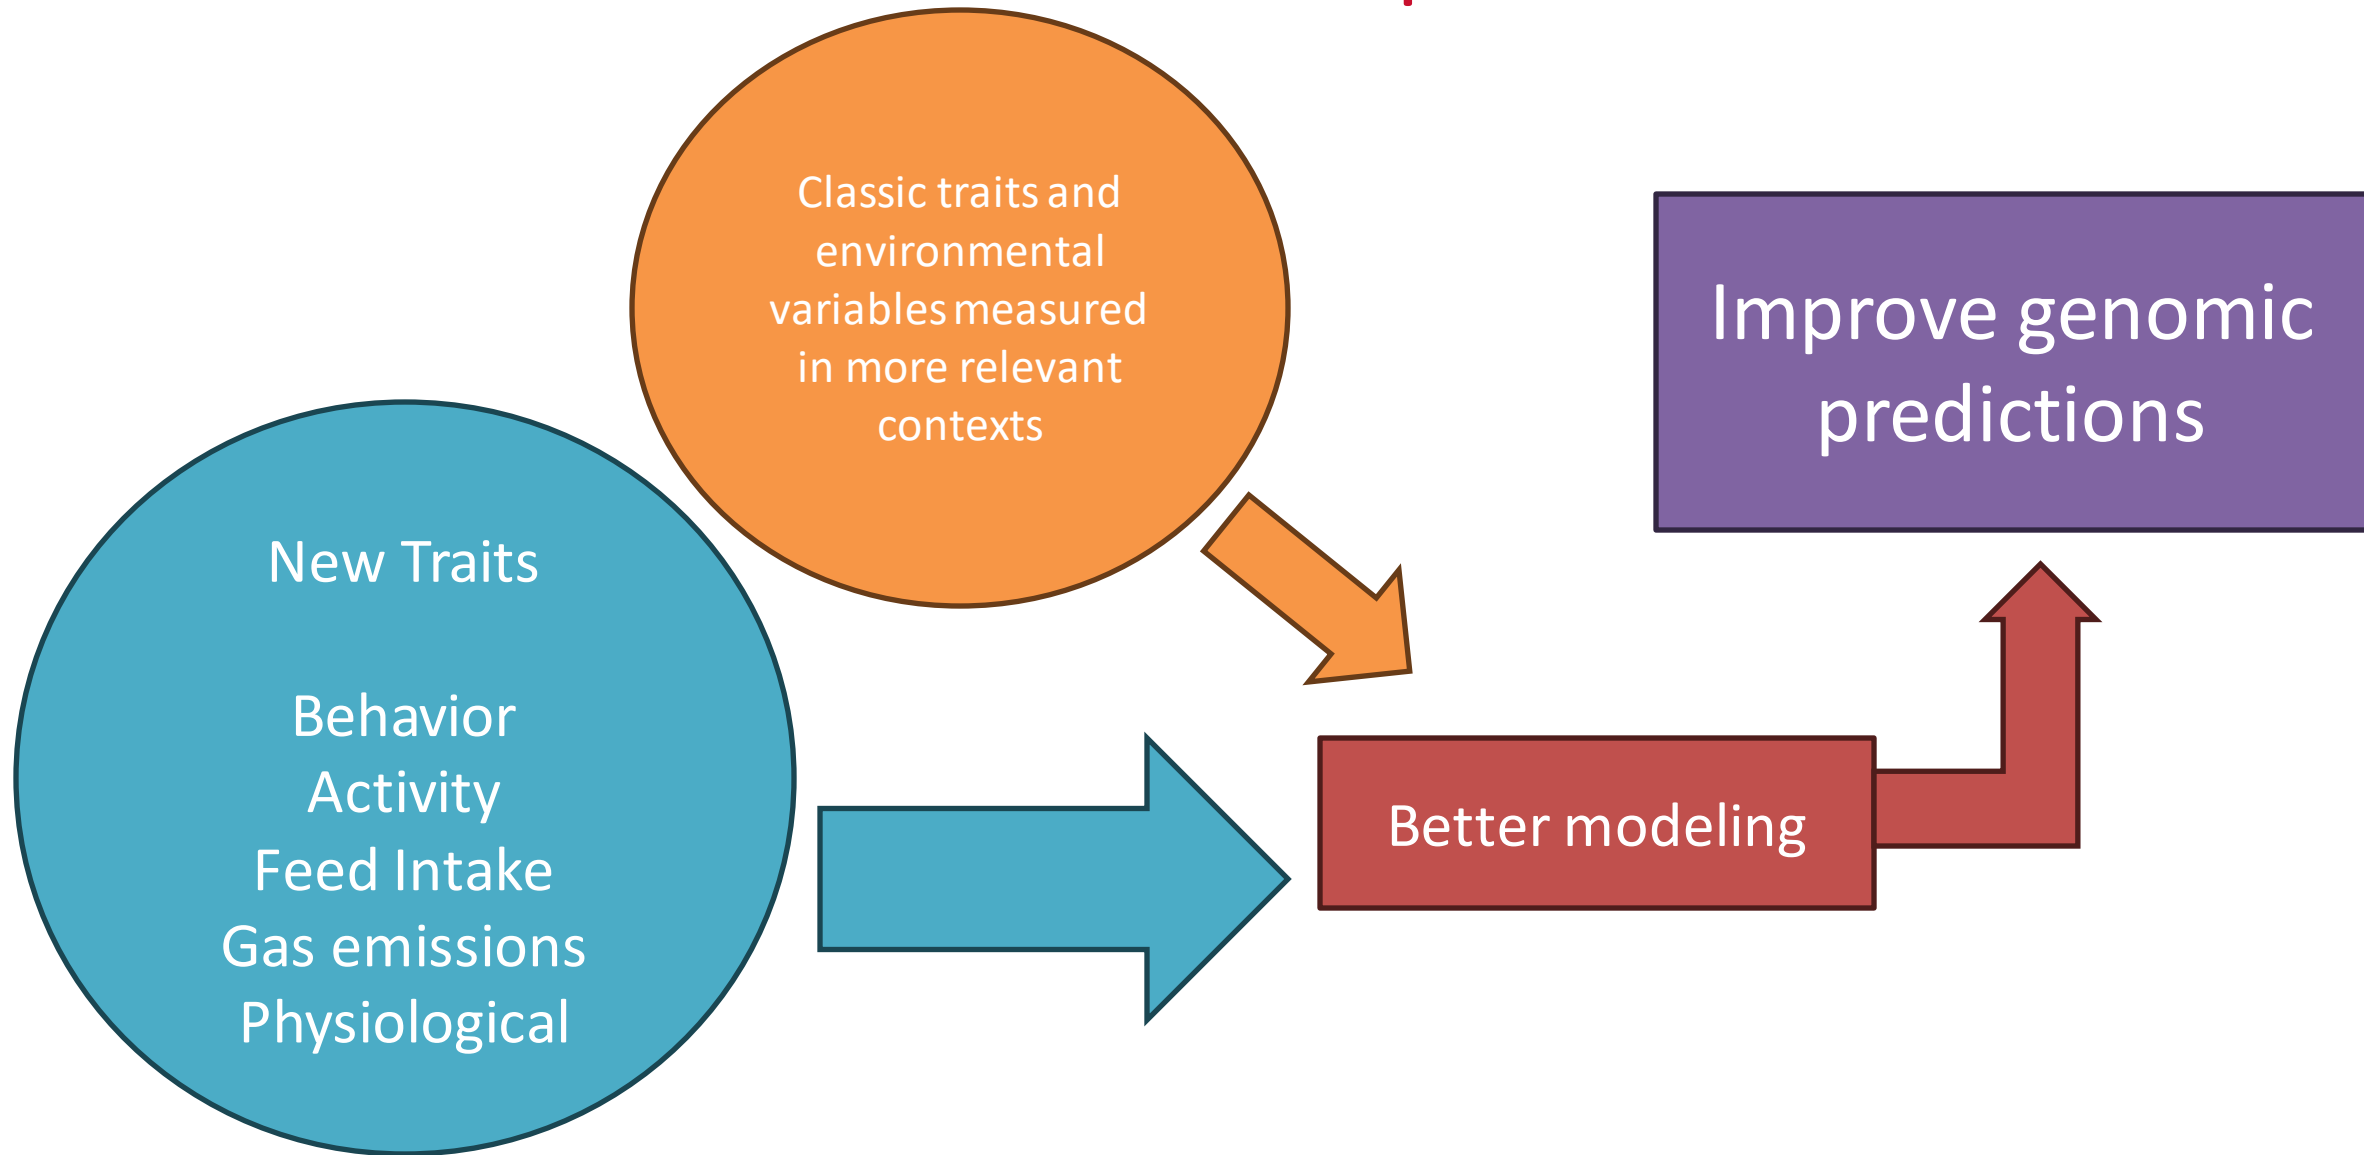 Classic traits and
environmental
variables measured
in more relevant
contexts
New Traits
Behavior
Activity
Feed Intake
Gas emissions
Physiological
Better modeling
Improve genomic
predictions